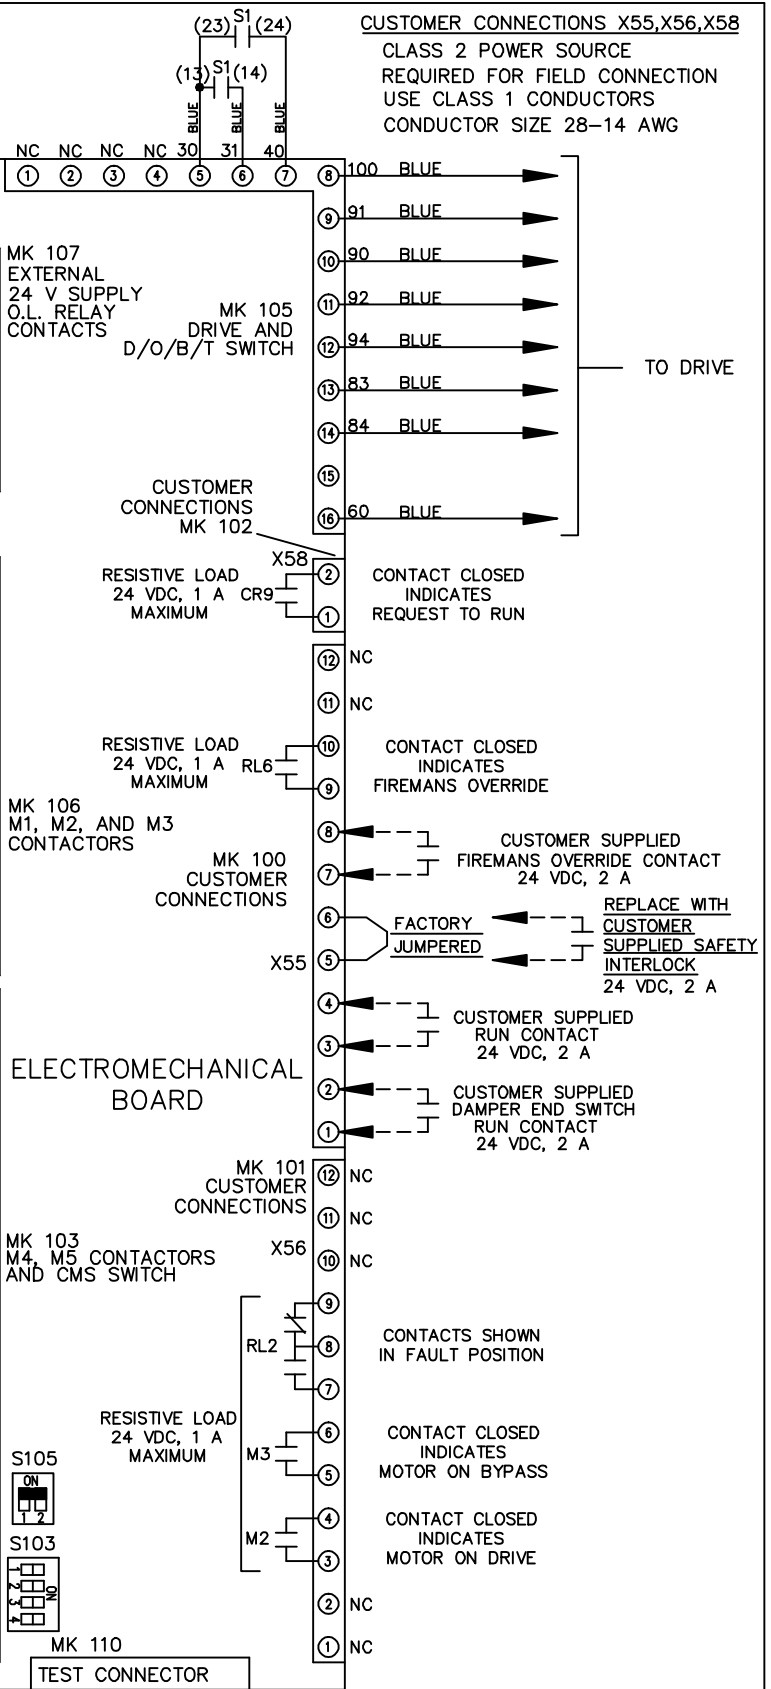 S1
(23) (24)
CUSTOMER CONNECTIONS X55,X56,X58
CLASS 2 POWER SOURCE
REQUIRED FOR FIELD CONNECTION
USE CLASS 1 CONDUCTORS
CONDUCTOR SIZE 28-14 AWG
S1
(13) (14)
BLUE BLUE BLUE
NC NC NC NC 30 31 40
1 2 3 4 5 6 7 8 100 BLUE
9 91 BLUE
10 90 BLUE
11 92 BLUE
12 94 BLUE
13 83 BLUE
14 84 BLUE
15
16 60 BLUE
TO DRIVE
MK 107
EXTERNAL
24 V SUPPLY
O.L. RELAY
CONTACTS
MK 105
DRIVE AND
D/O/B/T SWITCH
CUSTOMER
CONNECTIONS
MK 102
X58
2
1
RESISTIVE LOAD
24 VDC, 1 A
MAXIMUM
CR9
CONTACT CLOSED
INDICATES
REQUEST TO RUN
12 NC
11 NC
10
9
RESISTIVE LOAD
24 VDC, 1 A
MAXIMUM
RL6
CONTACT CLOSED
INDICATES
FIREMANS OVERRIDE
MK 106
M1, M2, AND M3
CONTACTORS
MK 100
CUSTOMER
CONNECTIONS
8
7
CUSTOMER SUPPLIED
FIREMANS OVERRIDE CONTACT
24 VDC, 2 A
6
5
X55
FACTORY
JUMPERED
REPLACE WITH
CUSTOMER
SUPPLIED SAFETY
INTERLOCK
24 VDC, 2 A
4
3
CUSTOMER SUPPLIED
RUN CONTACT
24 VDC, 2 A
ELECTROMECHANICAL
BOARD
2
1
CUSTOMER SUPPLIED
DAMPER END SWITCH
RUN CONTACT
24 VDC, 2 A
MK 101
CUSTOMER
CONNECTIONS
12 NC
11 NC
X56
10 NC
MK 103
M4, M5 CONTACTORS
AND CMS SWITCH
9
8
7
RL2
CONTACTS SHOWN
IN FAULT POSITION
RESISTIVE LOAD
24 VDC, 1 A
MAXIMUM
6
5
M3
CONTACT CLOSED
INDICATES
MOTOR ON BYPASS
4
3
M2
CONTACT CLOSED
INDICATES
MOTOR ON DRIVE
2 NC
1 NC
S105
ON
1 2
S103
1
2
3
4
ON
MK 110
TEST CONNECTOR